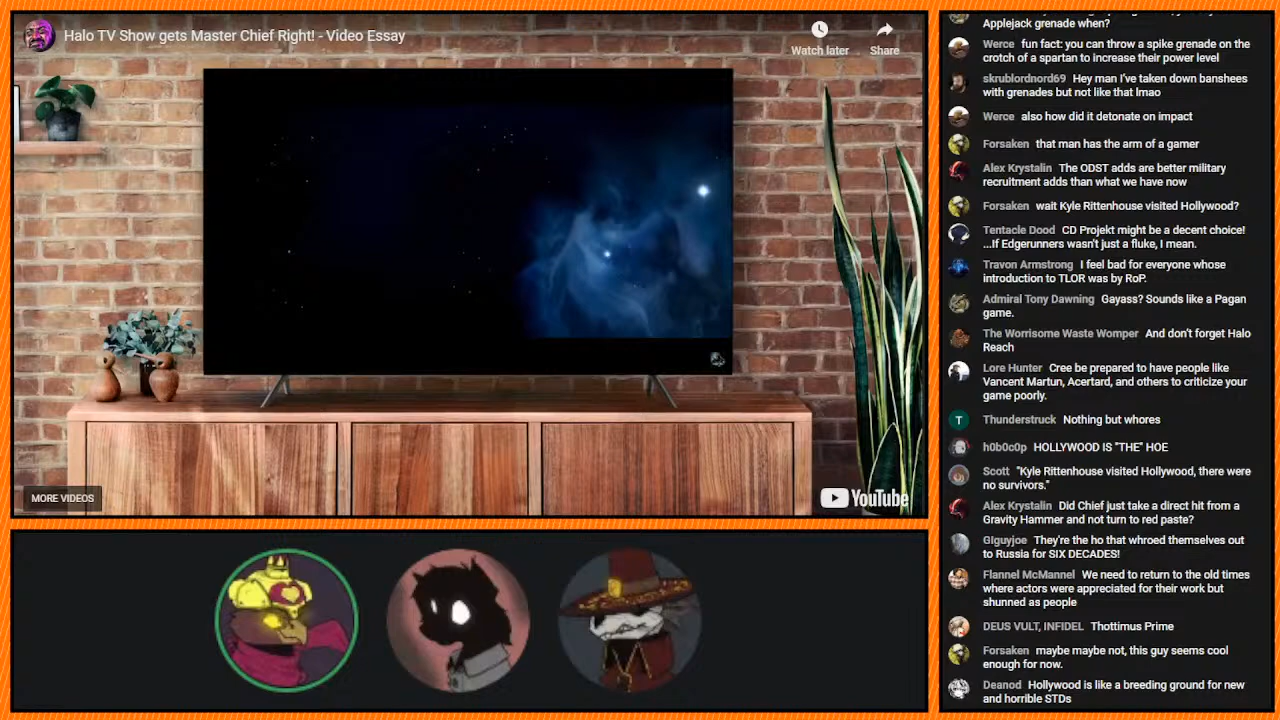 Halo TV Show gets Master Chief Right! - Video Essay
Watch later
Share
MORE VIDEOS
YouTube
Applejack grenade when?
Werce fun fact: you can throw a spike grenade on the
crotch of a spartan to increase their power level
skrublordnord69 Hey man I've taken down banshees
with grenades but not like that lmao
Werce also how did it detonate on impact
Forsaken that man has the arm of a gamer
Alex Krystalin The ODST adds are better military
recruitment adds than what we have now
Forsaken wait Kyle Rittenhouse visited Hollywood?
Tentacle Dood CD Projekt might be a decent choice!
...If Edgerunners wasn't just a fluke, I mean.
Travon Armstrong I feel bad for everyone whose
introduction to TLOR was by RoP.
Admiral Tony Dawning Gayass? Sounds like a Pagan
game.
The Worrisome Waste Womper And don't forget Halo
Reach
Lore Hunter Cree be prepared to have people like
Vancent Martun, Acertard, and others to criticize your
game poorly.
T Thunderstruck Nothing but whores
h0b0c0p HOLLYWOOD IS "THE" HOE
Scott "Kyle Rittenhouse visited Hollywood, there were
no survivors."
Alex Krystalin Did Chief just take a direct hit from a
Gravity Hammer and not turn to red paste?
GIguyjoe They're the ho that whroed themselves out
to Russia for SIX DECADES!
Flannel McMannel We need to return to the old times
where actors were appreciated for their work but
shunned as people
DEUS VULT, INFIDEL Thottimus Prime
Forsaken maybe maybe not, this guy seems cool
enough for now.
Deanod Hollywood is like a breeding ground for new
and horrible STDs